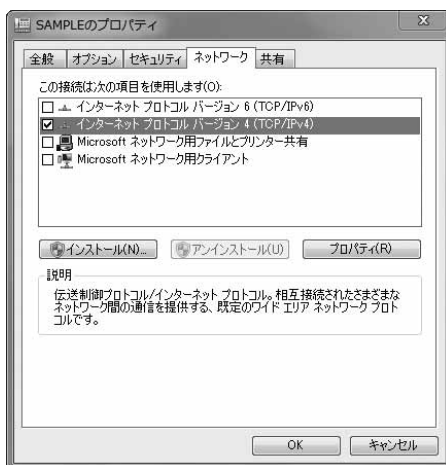 SAMPLEのプロパティ
全般 オプション セキュリティ ネットワーク 共有
この接続は次の項目を使用します(O):
インターネット プロトコル バージョン 6 (TCP/IPv6)
インターネット プロトコル バージョン 4 (TCP/IPv4)
Microsoft ネットワーク用ファイルとプリンター共有
Microsoft ネットワーク用クライアント
インストール(N)... アンインストール(U) プロパティ(R)
説明
伝送制御プロトコル/インターネット プロトコル。相互接続されたさまざまな
ネットワーク間の通信を提供する、既定のワイド エリア ネットワーク プロト
コルです。
OK キャンセル